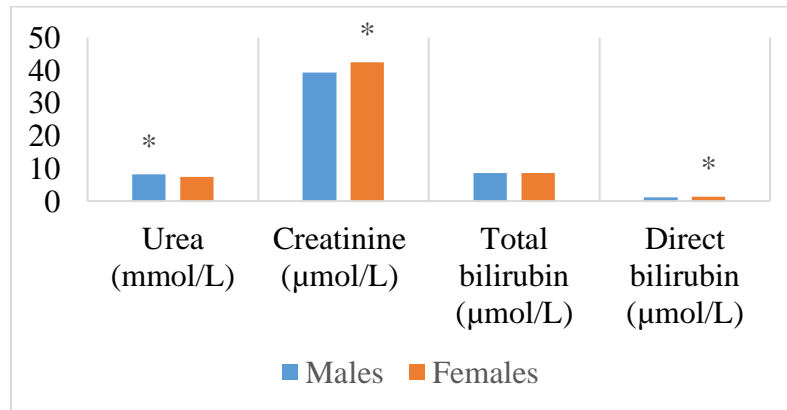 50
40
30
20
10
0
*
*
*
Urea
(mmol/L)
Creatinine
(µmol/L)
Total
bilirubin
(µmol/L)
Direct
bilirubin
(µmol/L)
Males
Females